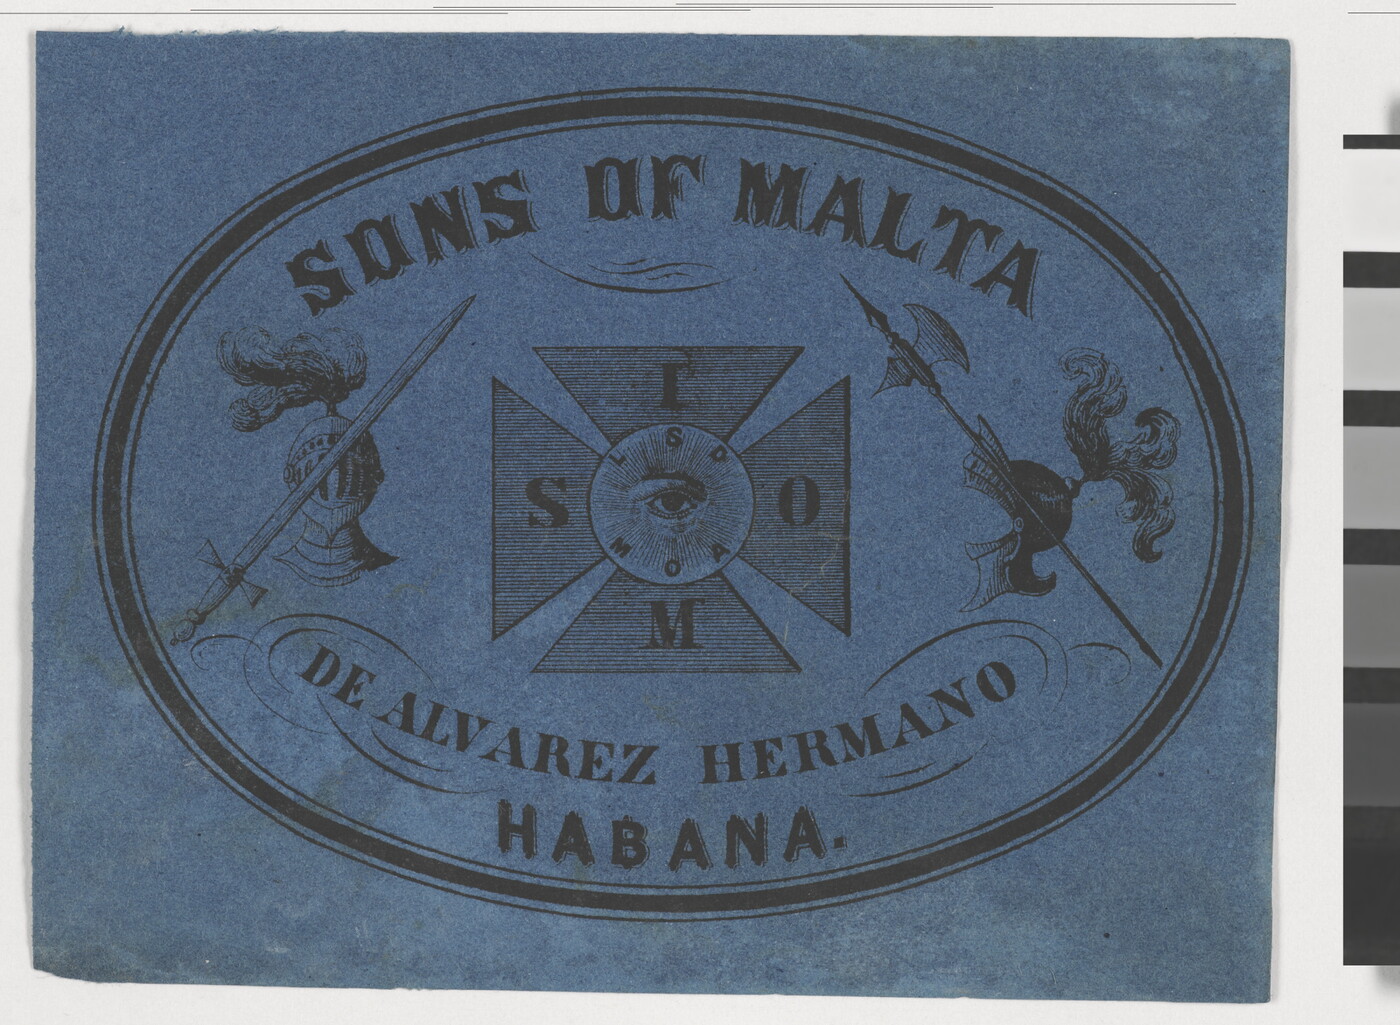 SONS OF MALTA
I
S O
M
L S D
M O A
DE ALVAREZ HERMANO
HABANA.